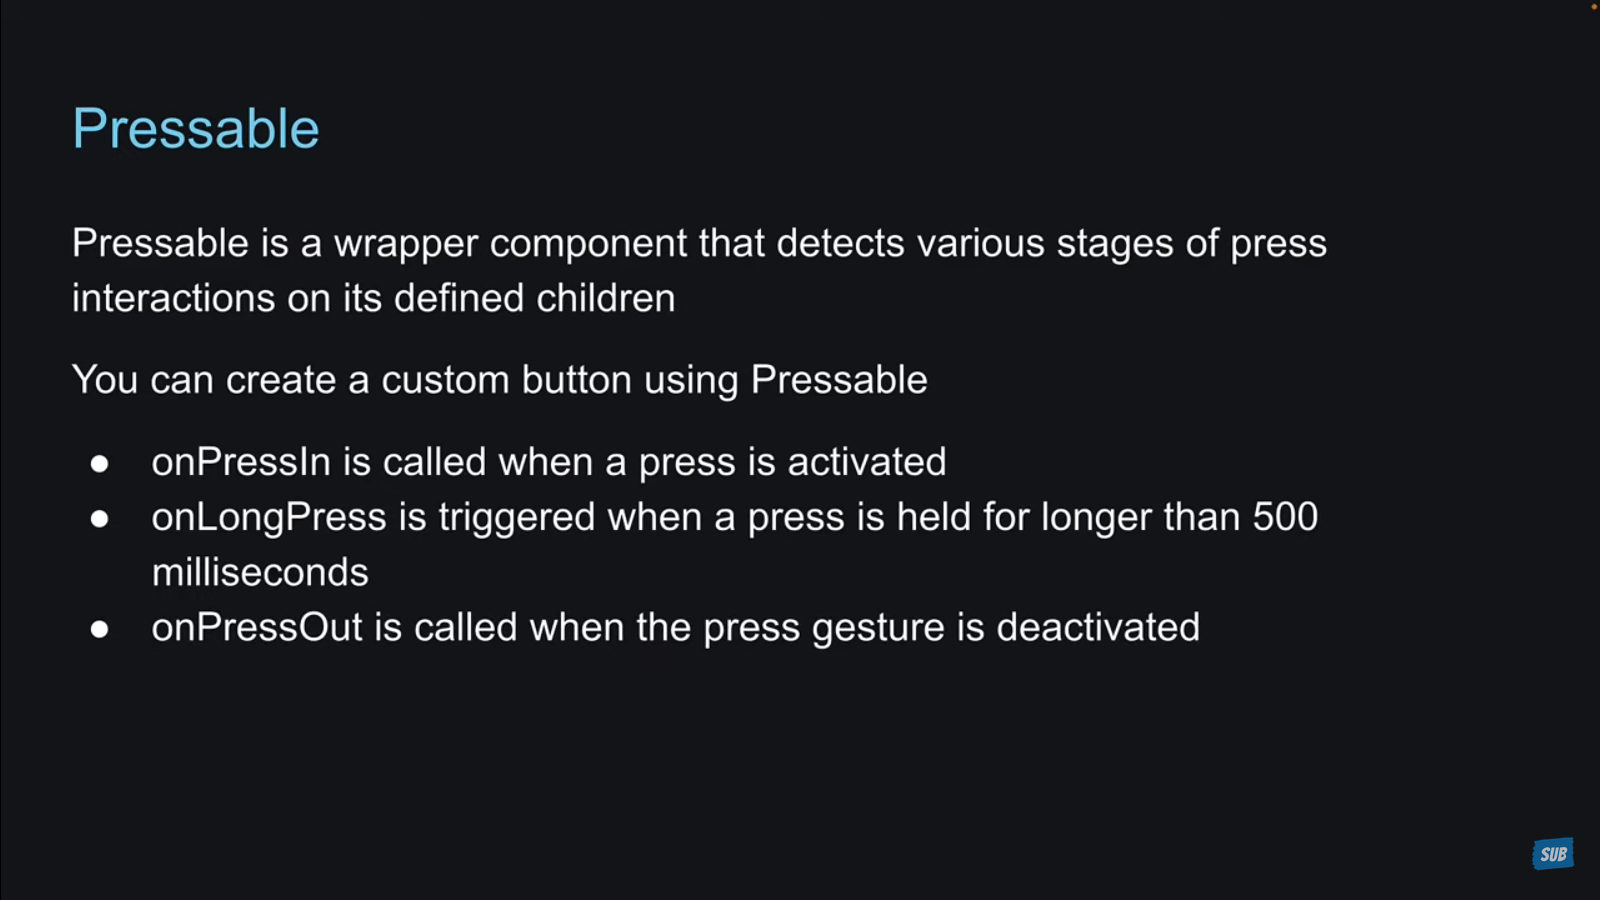 Pressable
Pressable is a wrapper component that detects various stages of press
interactions on its defined children
You can create a custom button using Pressable
● onPressIn is called when a press is activated
● onLongPress is triggered when a press is held for longer than 500
milliseconds
● onPressOut is called when the press gesture is deactivated
SUB